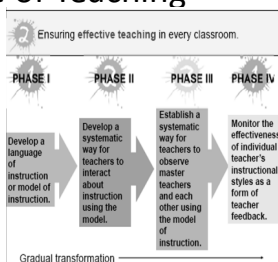 of Teaching
2 Ensuring effective teaching in every classroom.
PHASE I
PHASE II
PHASE III
PHASE IV
Develop a
language
of
instruction
or model of
instruction.
Develop a
systematic
way for
teachers to
interact
about
instruction
using the
model.
Establish a
systematic
way for
teachers to
observe
master
teachers
and each
other using
the model
of
instruction.
Monitor the
effectiveness
of individual
teacher's
instructional
styles as a
form of
teacher
feedback.
Gradual transformation